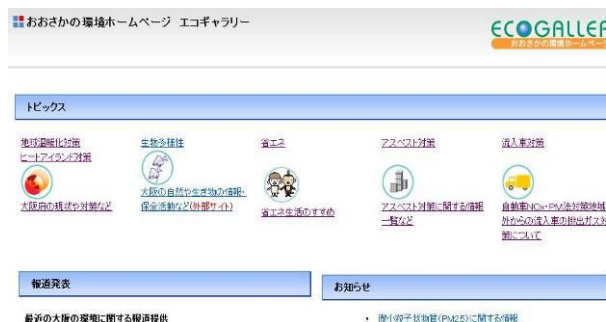 おおさかの環境ホームページ エコギャラリー
ECOGALLER
おおさかの環境ホームページ
トピックス
地球温暖化対策
ヒートアイランド対策
大阪府の現状や対策など
生物多様性
大阪の自然や生き物の情報・
保全活動など(外部サイト)
省エネ
省エネ生活のすすめ
アスベスト対策
アスベスト対策に関する情報
一覧など
流入車対策
自動車NOx・PM法対策地域
外からの流入車の排出ガス対
策について
報道発表
最近の大阪の環境に関する報道提供
お知らせ
・ 微小粒子状物質(PM2.5)に関する情報